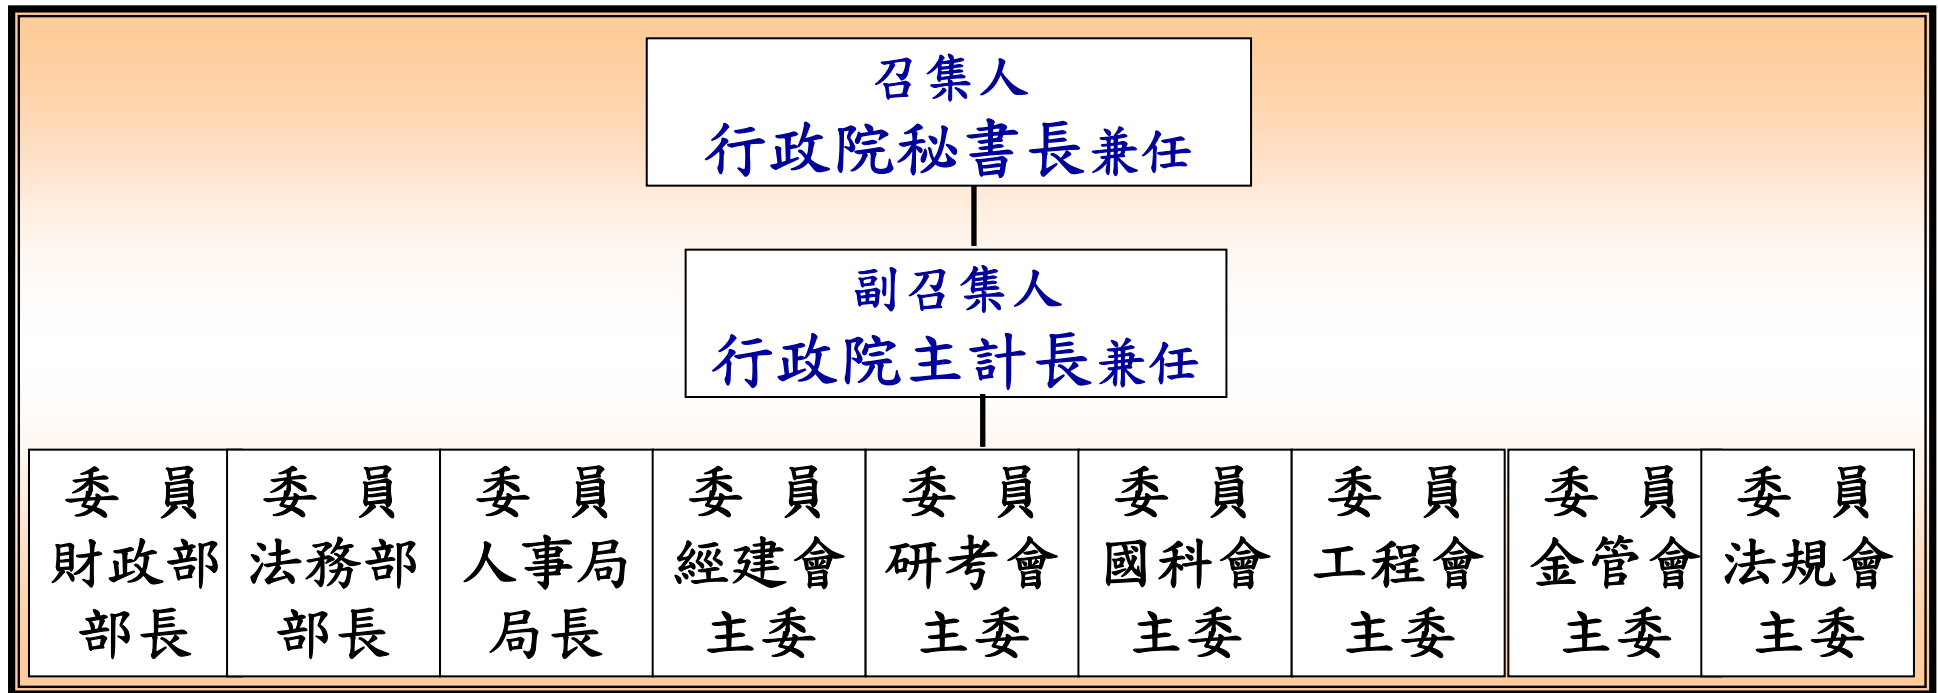 召集人
行政院秘書長兼任
副召集人
行政院主計長兼任
委 員
財政部
部長
委 員
法務部
部長
委 員
人事局
局長
委 員
經建會
主委
委 員
研考會
主委
委 員
國科會
主委
委 員
工程會
主委
委 員
金管會
主委
委 員
法規會
主委